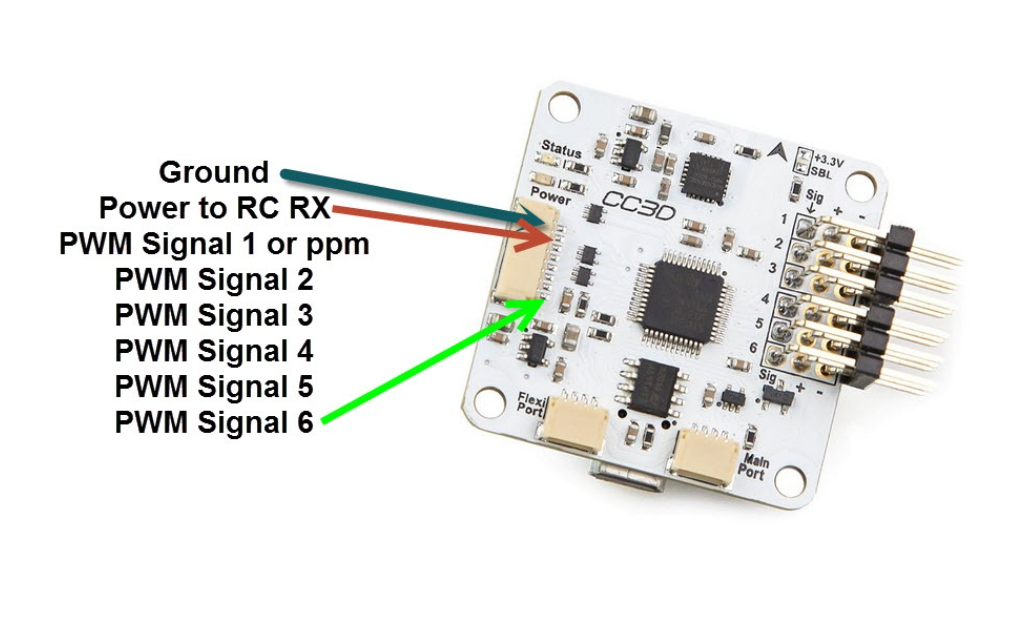 Ground
Power to RC RX
PWM Signal 1 or ppm
PWM Signal 2
PWM Signal 3
PWM Signal 4
PWM Signal 5
PWM Signal 6
Status
Power
CC3D
+3.3V
SBL
Sig
+ -
1
2
3
4
5
6
Sig
+ -
Flexi
Port
Main
Port